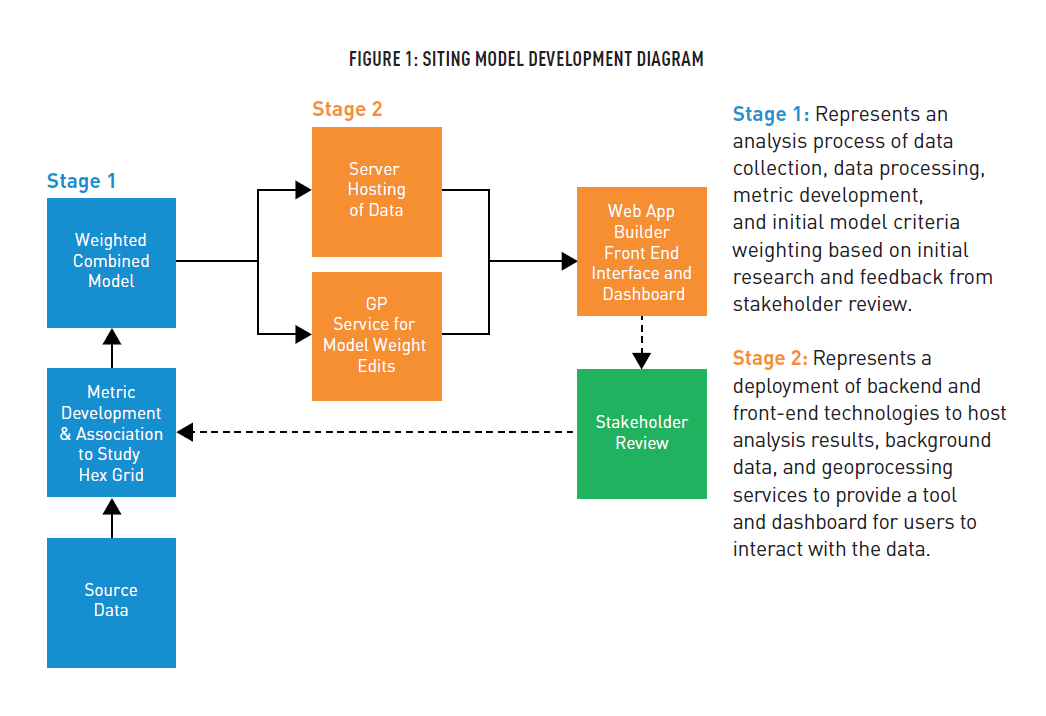 FIGURE 1: SITING MODEL DEVELOPMENT DIAGRAM
Stage 1
Weighted
Combined
Model
Metric
Development
& Association
to Study
Hex Grid
Source
Data
Stage 2
Server
Hosting
of Data
GP
Service for
Model Weight
Edits
Web App
Builder
Front End
Interface and
Dashboard
Stakeholder
Review
Stage 1: Represents an
analysis process of data
collection, data processing,
metric development,
and initial model criteria
weighting based on initial
research and feedback from
stakeholder review.
Stage 2: Represents a
deployment of backend and
front-end technologies to host
analysis results, background
data, and geoprocessing
services to provide a tool
and dashboard for users to
interact with the data.